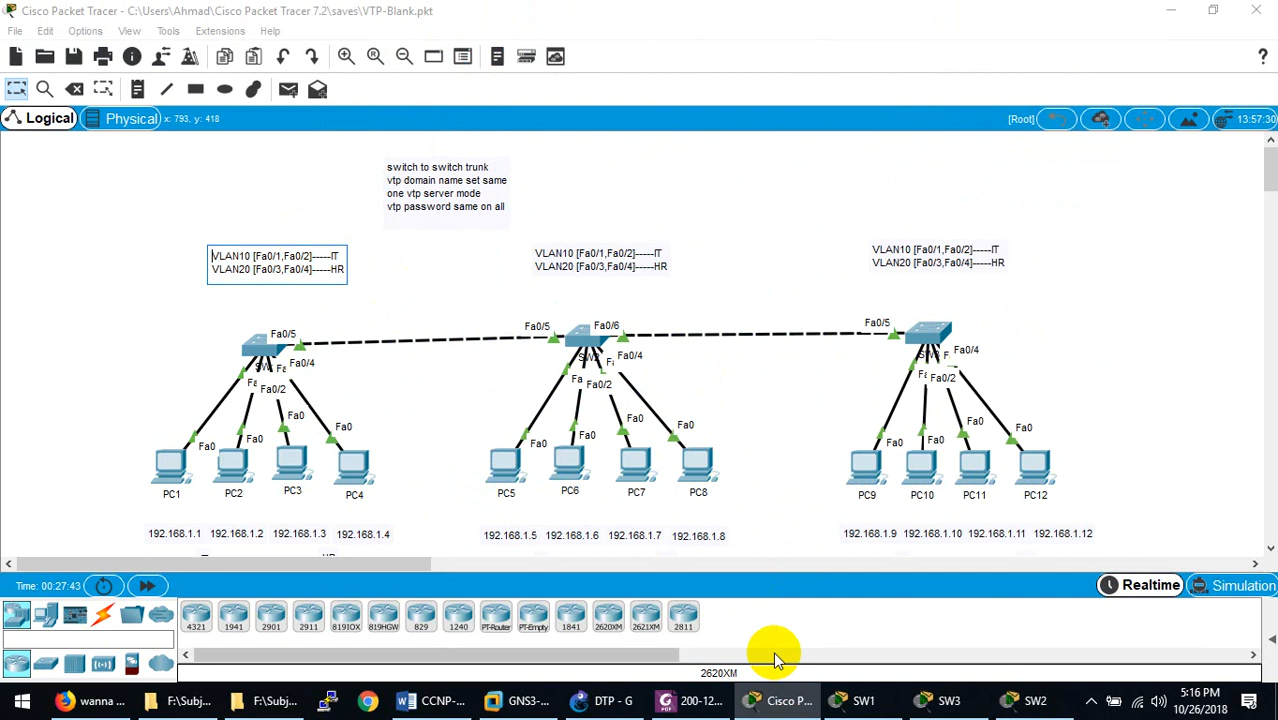 Cisco Packet Tracer - C:\Users\Ahmad\Cisco Packet Tracer 7.2\saves\VTP-Blank.pkt
File Edit Options View Tools Extensions Help
?
Logical Physical x: 793, y: 418 [Root] 13:57:30
switch to switch trunk
vtp domain name set same
one vtp server mode
vtp password same on all
VLAN10 [Fa0/1,Fa0/2]-----IT
VLAN20 [Fa0/3,Fa0/4]-----HR
VLAN10 [Fa0/1,Fa0/2]-----IT
VLAN20 [Fa0/3,Fa0/4]-----HR
VLAN10 [Fa0/1,Fa0/2]-----IT
VLAN20 [Fa0/3,Fa0/4]-----HR
Fa0/5 Fa0/5 Fa0/6 Fa0/5
Fa0/4 Fa0/4 Fa0/4
SW2
Fa0/2 Fa0/2 Fa0/2
Fa0 Fa0 Fa0 Fa0 Fa0 Fa0 Fa0 Fa0 Fa0 Fa0 Fa0 Fa0
PC1 PC2 PC3 PC4 PC5 PC6 PC7 PC8 PC9 PC10 PC11 PC12
192.168.1.1 192.168.1.2 192.168.1.3 192.168.1.4 192.168.1.5 192.168.1.6 192.168.1.7 192.168.1.8 192.168.1.9 192.168.1.10 192.168.1.11 192.168.1.12
Time: 00:27:43 Realtime Simulation
4321 1941 2901 2911 819IOX 819HGW 829 1240 PT-Router PT-Empty 1841 2620XM 2621XM 2811
2620XM
wanna ... F:\Subj... F:\Subj... CCNP-... GNS3-... DTP - G 200-12... Cisco P... SW1 SW3 SW2
5:16 PM
10/26/2018